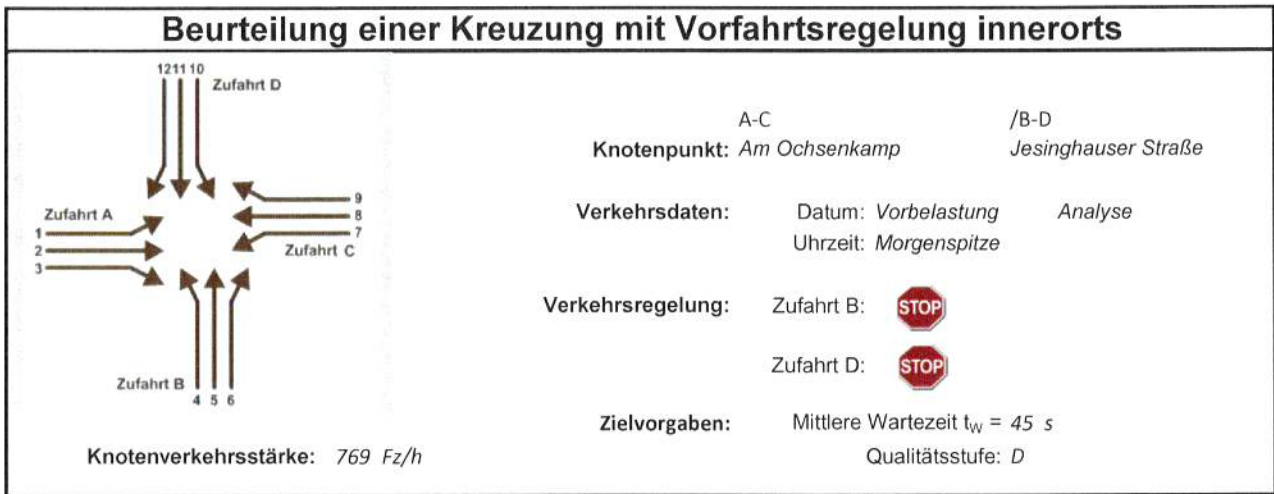 Beurteilung einer Kreuzung mit Vorfahrtsregelung innerorts
12 11 10
Zufahrt D
Zufahrt A
1
2
3
9
8
7
Zufahrt C
Zufahrt B
4 5 6
Knotenverkehrsstärke: 769 Fz/h
A-C /B-D
Knotenpunkt: Am Ochsenkamp Jesinghauser Straße
Verkehrsdaten: Datum: Vorbelastung Analyse
Uhrzeit: Morgenspitze
Verkehrsregelung: Zufahrt B: STOP
Zufahrt D: STOP
Zielvorgaben: Mittlere Wartezeit tW = 45 s
Qualitätsstufe: D